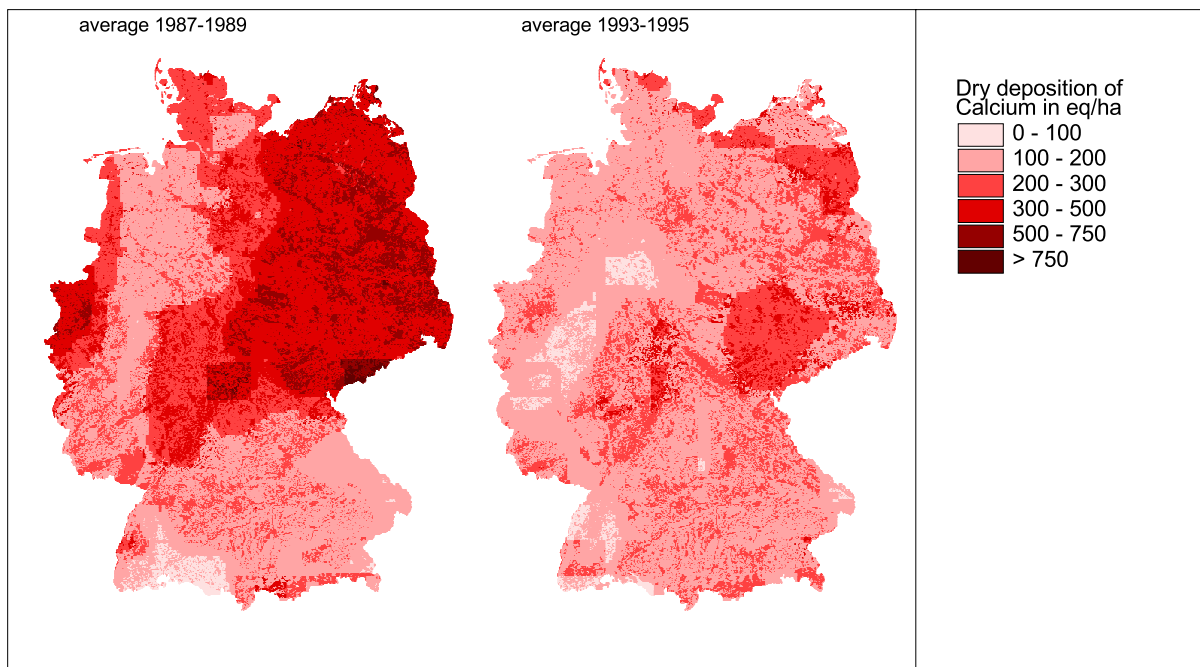 average 1987-1989
average 1993-1995
Dry deposition of
Calcium in eq/ha
0 - 100
100 - 200
200 - 300
300 - 500
500 - 750
> 750